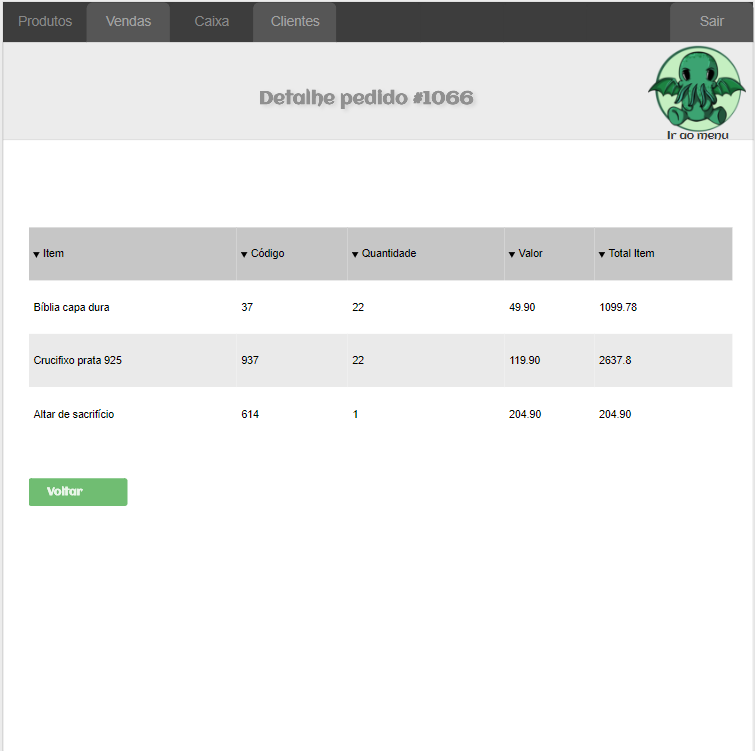 Produtos Vendas Caixa Clientes Sair
Detalhe pedido #1066
Ir ao menu
▼ Item ▼ Código ▼ Quantidade ▼ Valor ▼ Total Item
Bíblia capa dura 37 22 49.90 1099.78
Crucifixo prata 925 937 22 119.90 2637.8
Altar de sacrifício 614 1 204.90 204.90
Voltar